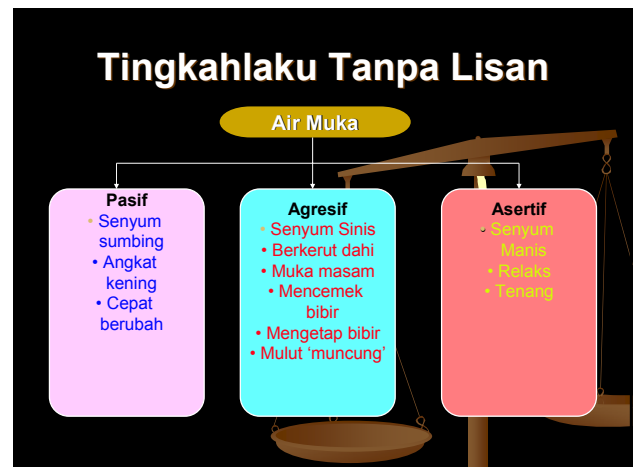 Tingkahlaku Tanpa Lisan
Air Muka
Pasif
• Senyum
sumbing
• Angkat
kening
• Cepat
berubah
Agresif
• Senyum Sinis
• Berkerut dahi
• Muka masam
• Mencemek
bibir
• Mengetap bibir
• Mulut ‘muncung’
Asertif
• Senyum
Manis
• Relaks
• Tenang